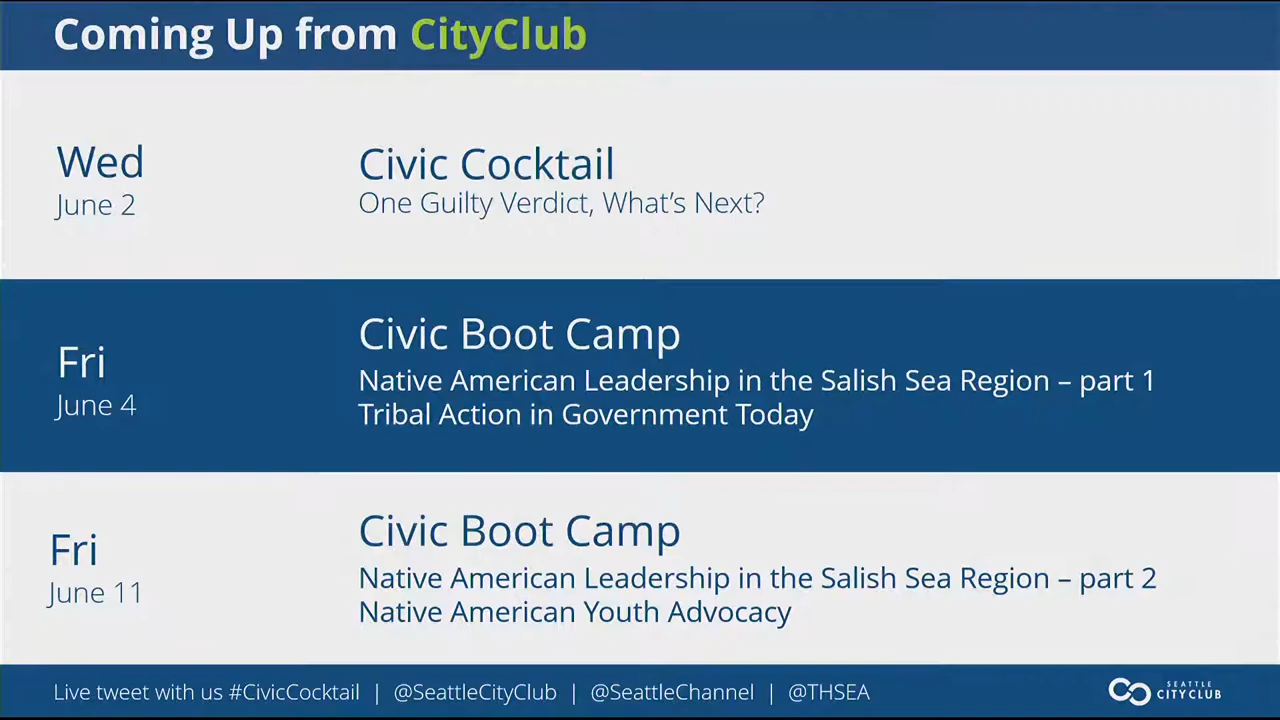 Coming Up from CityClub
Wed
June 2
Civic Cocktail
One Guilty Verdict, What's Next?
Fri
June 4
Civic Boot Camp
Native American Leadership in the Salish Sea Region – part 1
Tribal Action in Government Today
Fri
June 11
Civic Boot Camp
Native American Leadership in the Salish Sea Region – part 2
Native American Youth Advocacy
Live tweet with us #CivicCocktail | @SeattleCityClub | @SeattleChannel | @THSEA
SEATTLE
CITYCLUB